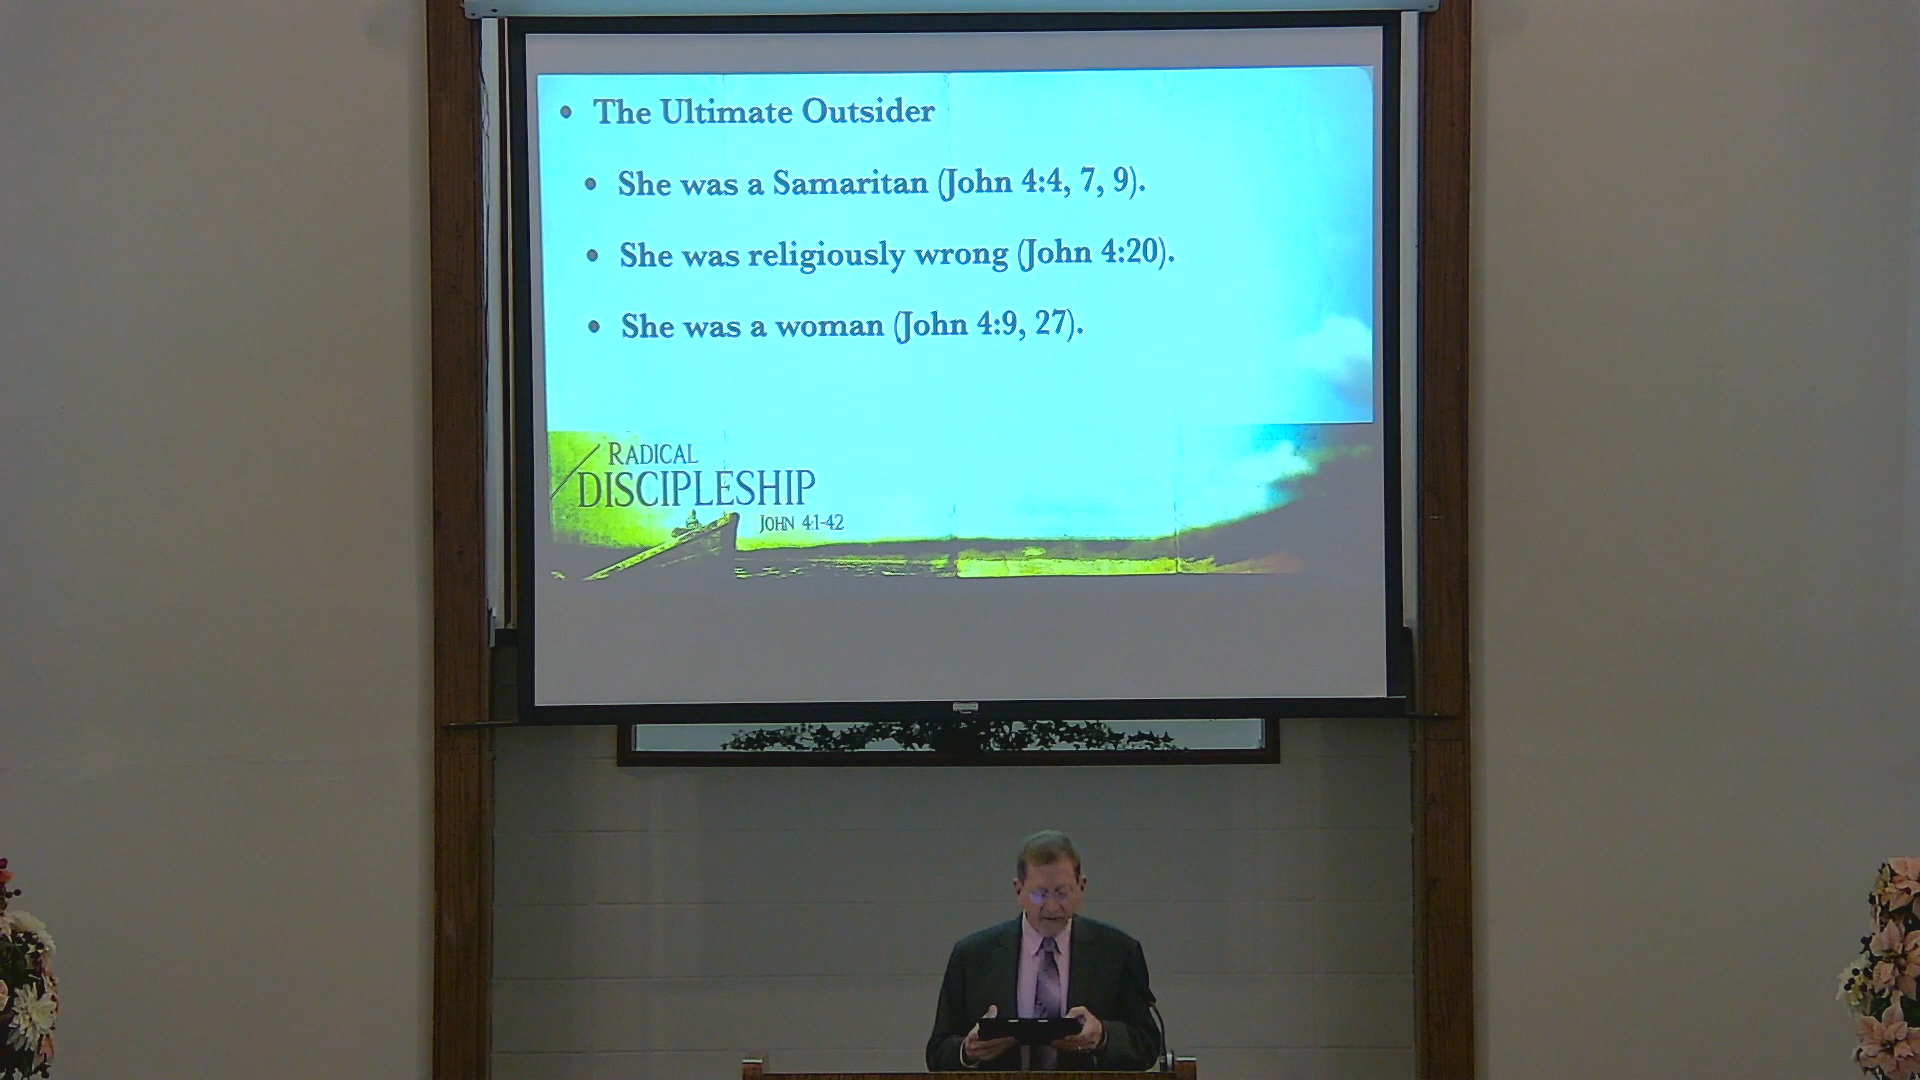 • The Ultimate Outsider
• She was a Samaritan (John 4:4, 7, 9).
• She was religiously wrong (John 4:20).
• She was a woman (John 4:9, 27).
RADICAL
DISCIPLESHIP
JOHN 4:1-42